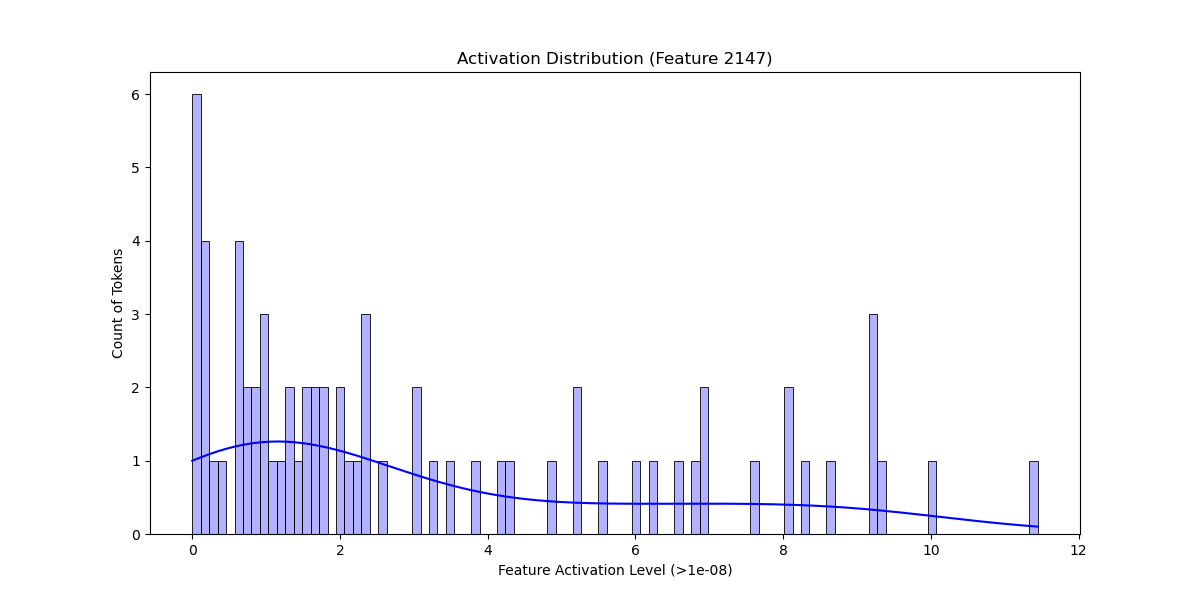 Activation Distribution (Feature 2147)
6
5
4
3
2
1
0
Count of Tokens
0 2 4 6 8 10 12
Feature Activation Level (>1e-08)